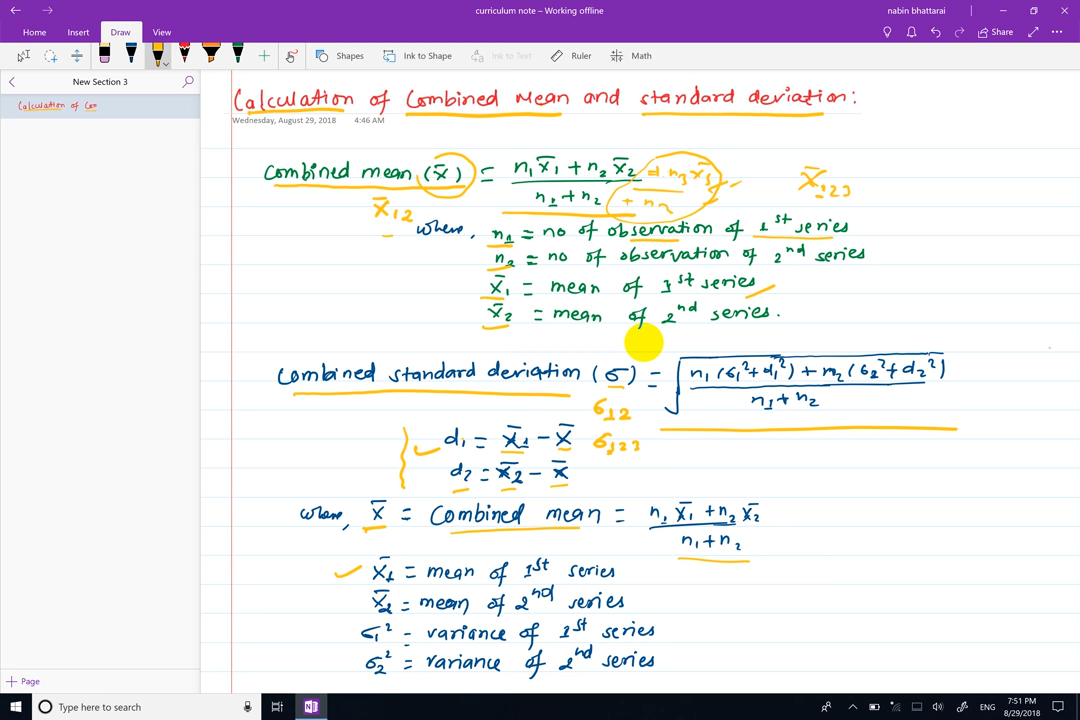 curriculum note – Working offline
nabin bhattarai
Home Insert Draw View
Share
Shapes Ink to Shape Ink to Text Ruler Math
New Section 3
Calculation of Com
Calculation of Combined Mean and standard deviation:
Wednesday, August 29, 2018 4:46 AM
Combined mean (x̄) = (n₁x̄₁ + n₂x̄₂ + n₃x̄₃) / (n₁ + n₂ + n₂) x̄₁₂₃
x̄₁₂ where, n₁ = no of observation of 1st series
n₂ = no of observation of 2nd series
x̄₁ = mean of 1st series
x̄₂ = mean of 2nd series.
Combined standard deviation (σ) = √((n₁(σ₁²+d₁²) + n₂(σ₂²+d₂²)) / (n₁+n₂))
σ₁₂
d₁ = x̄₁ – x̄ σ₁₂₃
d₂ = x̄₂ – x̄
where, x̄ = Combined mean = (n₁x̄₁ + n₂x̄₂) / (n₁+n₂)
x̄₁ = mean of 1st series
x̄₂ = mean of 2nd series
σ₁² = variance of 1st series
σ₂² = variance of 2nd series
Page
Type here to search
ENG
7:51 PM
8/29/2018